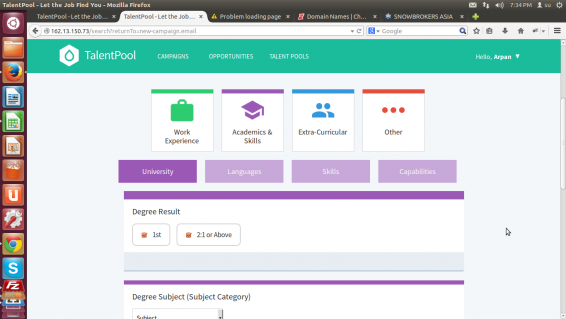 TalentPool - Let the Job Find You - Mozilla Firefox
7:34 PM
su
TalentPool - Let the Job...
TalentPool - Let the Job...
Problem loading page
Domain Names | Ch...
SNOWBROKERS ASIA
162.13.150.73/search?returnTo=new-campaign.email
Google
TalentPool
CAMPAIGNS
OPPORTUNITIES
TALENT POOLS
Hello, Arpan
Work
Experience
Academics &
Skills
Extra-Curricular
Other
University
Languages
Skills
Capabilities
Degree Result
1st
2:1 or Above
Degree Subject (Subject Category)
Subject